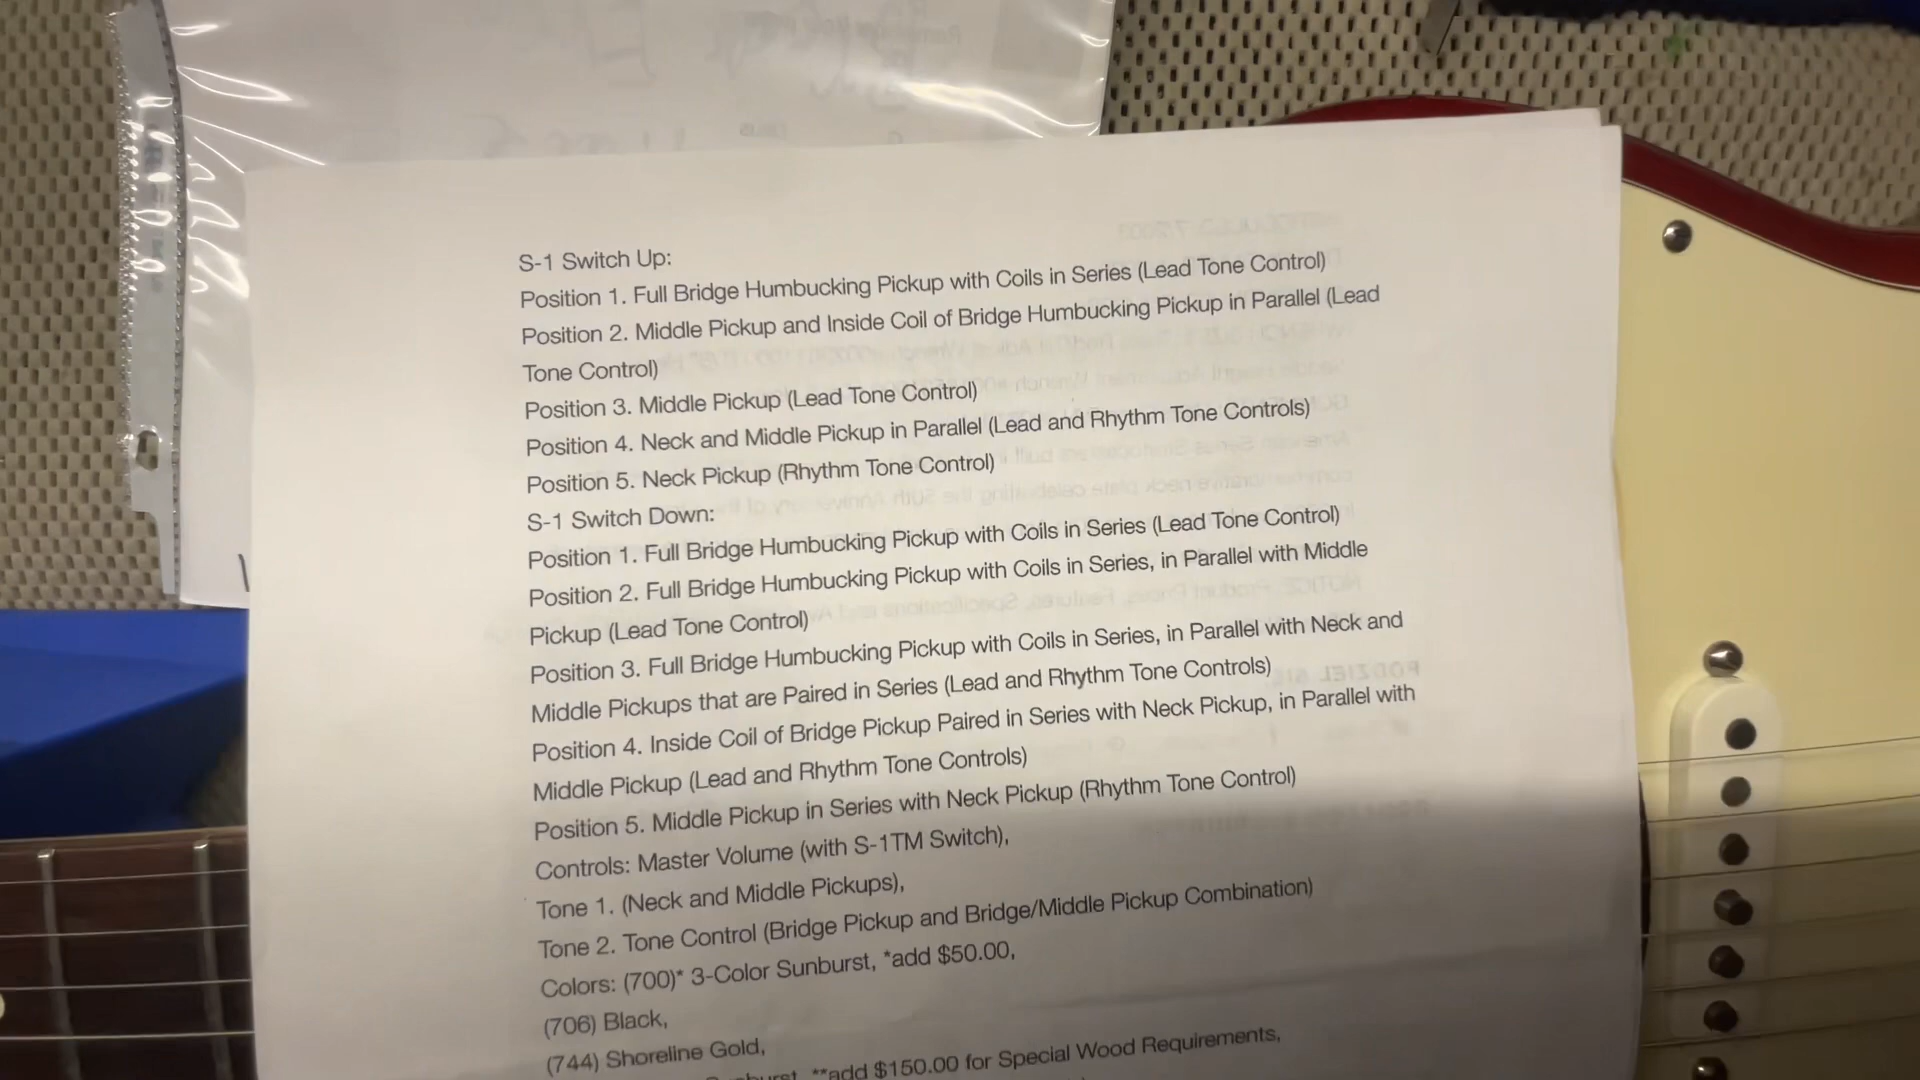 S-1 Switch Up:
Position 1. Full Bridge Humbucking Pickup with Coils in Series (Lead Tone Control)
Position 2. Middle Pickup and Inside Coil of Bridge Humbucking Pickup in Parallel (Lead
Tone Control)
Position 3. Middle Pickup (Lead Tone Control)
Position 4. Neck and Middle Pickup in Parallel (Lead and Rhythm Tone Controls)
Position 5. Neck Pickup (Rhythm Tone Control)
S-1 Switch Down:
Position 1. Full Bridge Humbucking Pickup with Coils in Series (Lead Tone Control)
Position 2. Full Bridge Humbucking Pickup with Coils in Series, in Parallel with Middle
Pickup (Lead Tone Control)
Position 3. Full Bridge Humbucking Pickup with Coils in Series, in Parallel with Neck and
Middle Pickups that are Paired in Series (Lead and Rhythm Tone Controls)
Position 4. Inside Coil of Bridge Pickup Paired in Series with Neck Pickup, in Parallel with
Middle Pickup (Lead and Rhythm Tone Controls)
Position 5. Middle Pickup in Series with Neck Pickup (Rhythm Tone Control)
Controls: Master Volume (with S-1TM Switch),
Tone 1. (Neck and Middle Pickups),
Tone 2. Tone Control (Bridge Pickup and Bridge/Middle Pickup Combination)
Colors: (700)* 3-Color Sunburst, *add $50.00,
(706) Black,
(744) Shoreline Gold,
**add $150.00 for Special Wood Requirements,